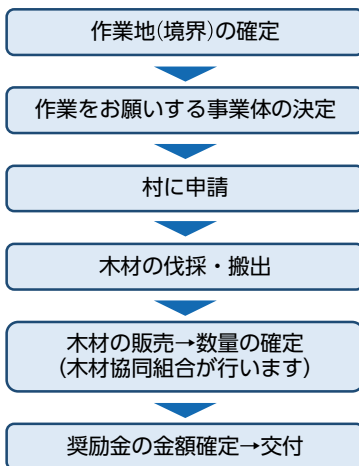 作業地(境界)の確定
作業をお願いする事業体の決定
村に申請
木材の伐採・搬出
木材の販売→数量の確定
(木材協同組合が行います)
奨励金の金額確定→交付